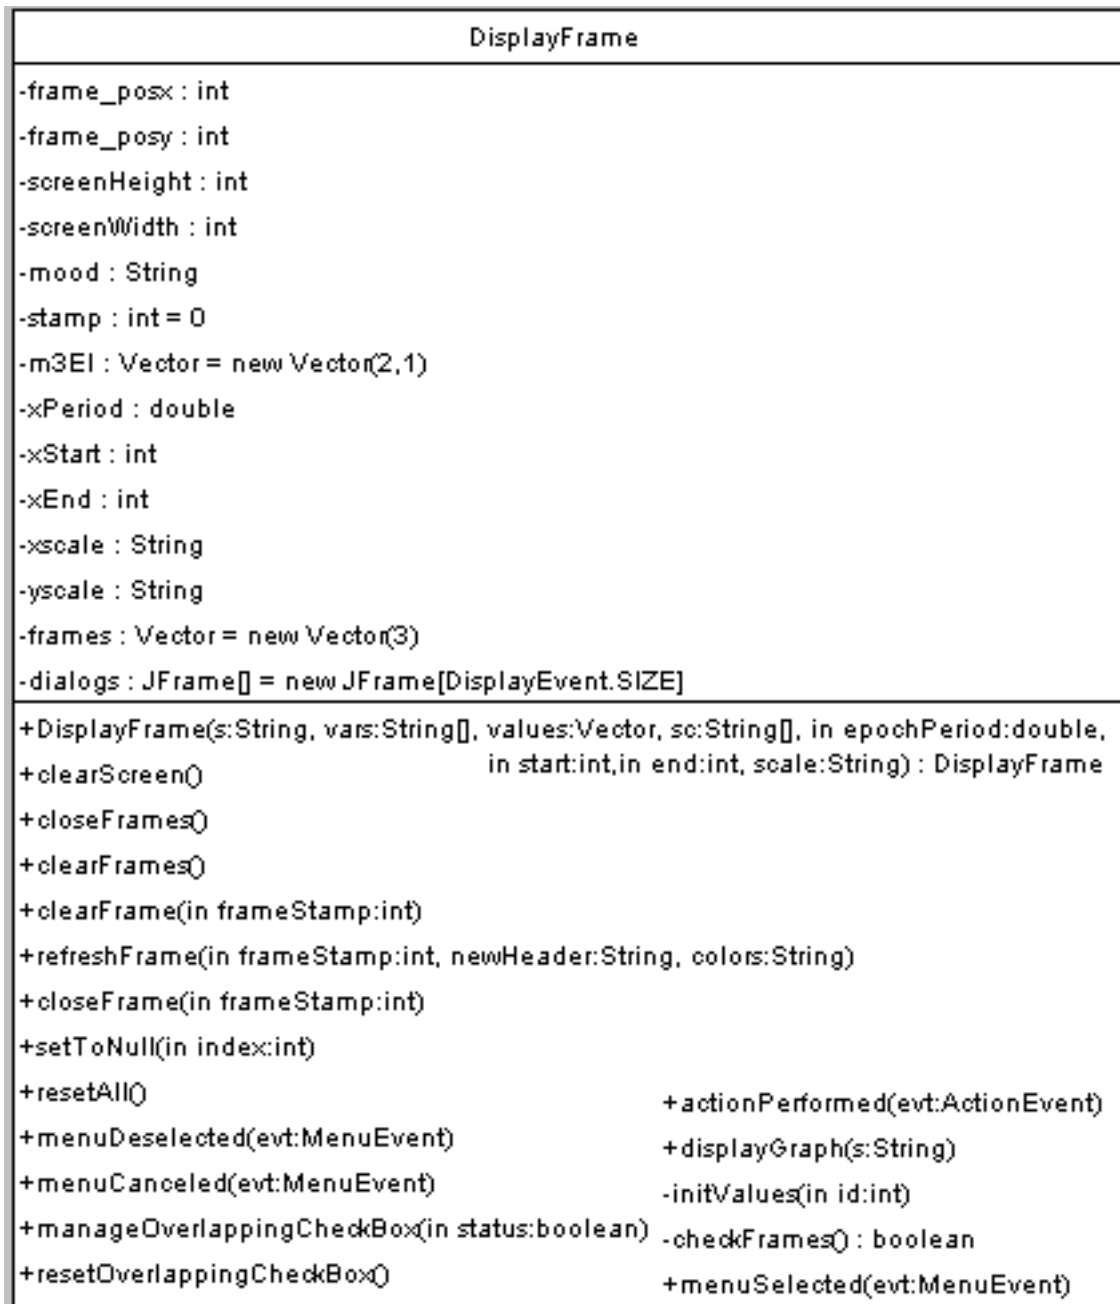 DisplayFrame
-frame_posx : int
-frame_posy : int
-screenHeight : int
-screenWidth : int
-mood : String
-stamp : int = 0
-m3El : Vector = new Vector(2,1)
-xPeriod : double
-xStart : int
-xEnd : int
-xscale : String
-yscale : String
-frames : Vector = new Vector(3)
-dialogs : JFrame[] = new JFrame[DisplayEvent.SIZE]
+DisplayFrame(s:String, vars:String[], values:Vector, sc:String[], in epochPeriod:double,
in start:int,in end:int, scale:String) : DisplayFrame
+clearScreen()
+closeFrames()
+clearFrames()
+clearFrame(in frameStamp:int)
+refreshFrame(in frameStamp:int, newHeader:String, colors:String)
+closeFrame(in frameStamp:int)
+setToNull(in index:int)
+resetAll()
+menuDeselected(evt:MenuEvent)
+menuCanceled(evt:MenuEvent)
+manageOverlappingCheckBox(in status:boolean)
+resetOverlappingCheckBox()
+actionPerformed(evt:ActionEvent)
+displayGraph(s:String)
-initValues(in id:int)
-checkFrames() : boolean
+menuSelected(evt:MenuEvent)